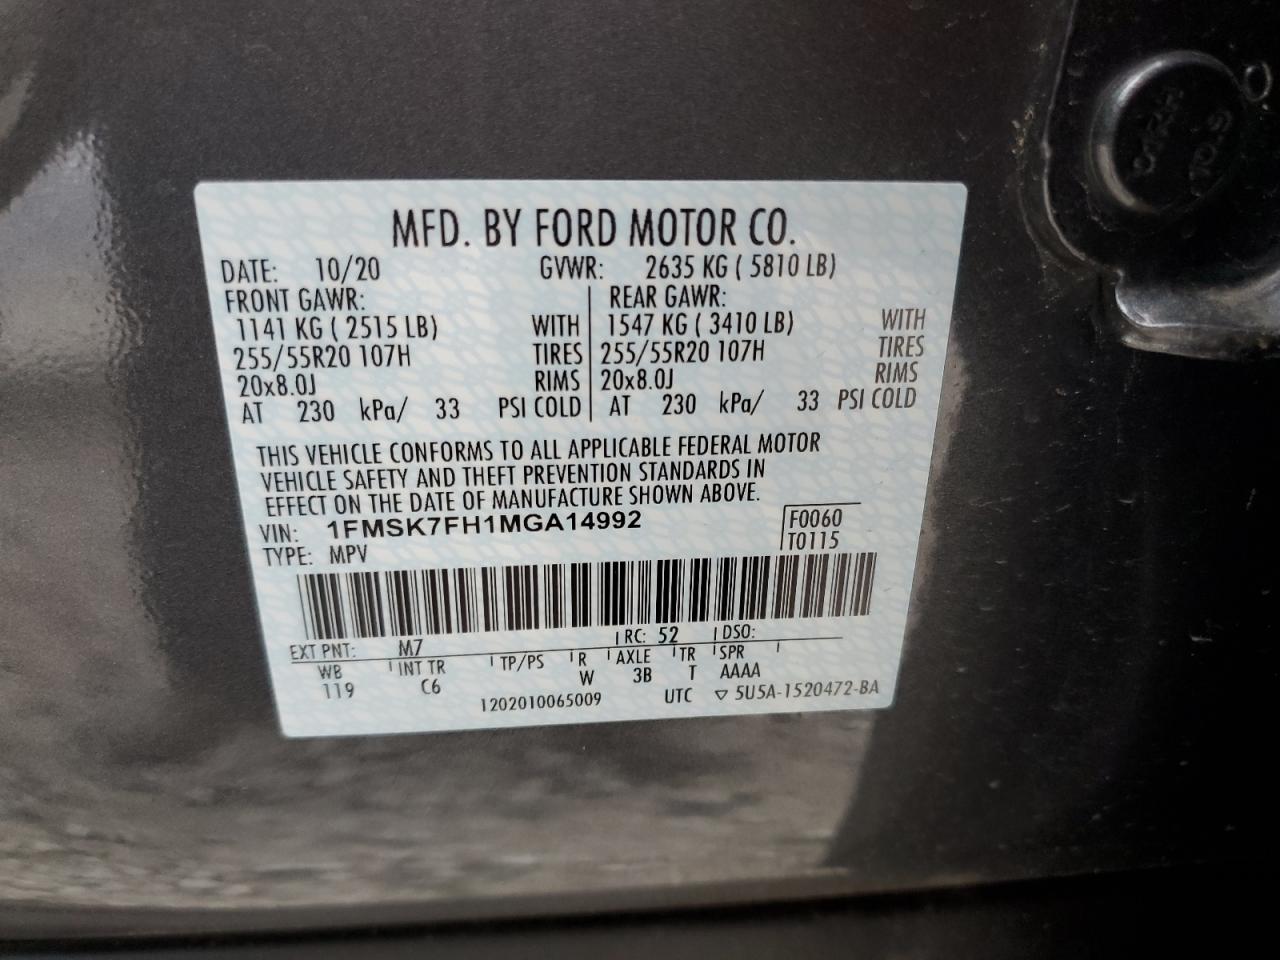 MFD. BY FORD MOTOR CO.
DATE: 10/20 GVWR: 2635 KG ( 5810 LB)
FRONT GAWR: REAR GAWR:
1141 KG ( 2515 LB) WITH 1547 KG ( 3410 LB) WITH
255/55R20 107H TIRES 255/55R20 107H TIRES
20x8.0J RIMS 20x8.0J RIMS
AT 230 kPa/ 33 PSI COLD AT 230 kPa/ 33 PSI COLD
THIS VEHICLE CONFORMS TO ALL APPLICABLE FEDERAL MOTOR
VEHICLE SAFETY AND THEFT PREVENTION STANDARDS IN
EFFECT ON THE DATE OF MANUFACTURE SHOWN ABOVE.
VIN: 1FMSK7FH1MGA14992 F0060
TYPE: MPV T0115
EXT PNT: M7 RC: 52 DSO:
WB INT TR TP/PS R AXLE TR SPR
119 C6 W 3B T AAAA
1202010065009 UTC ▽ 5U5A-1520472-BA